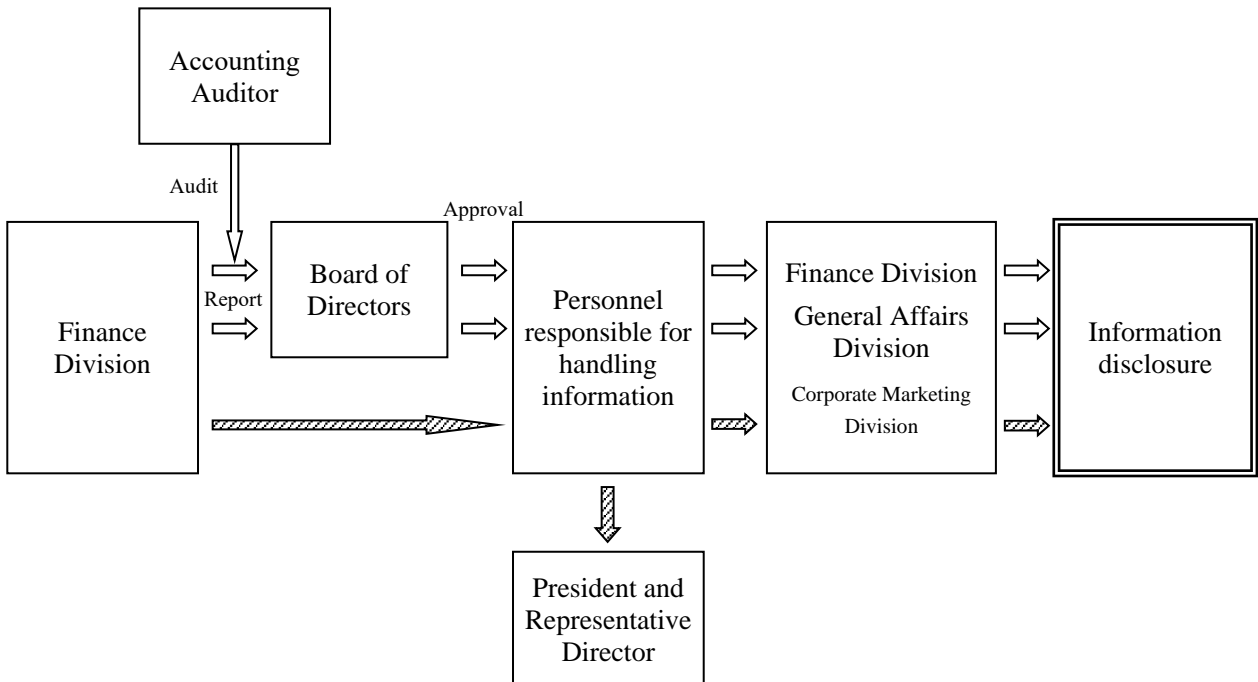 Accounting
Auditor
Audit
Approval
Report
Finance
Division
Board of
Directors
Personnel
responsible for
handling
information
Finance Division
General Affairs
Division
Corporate Marketing
Division
Information
disclosure
President and
Representative
Director